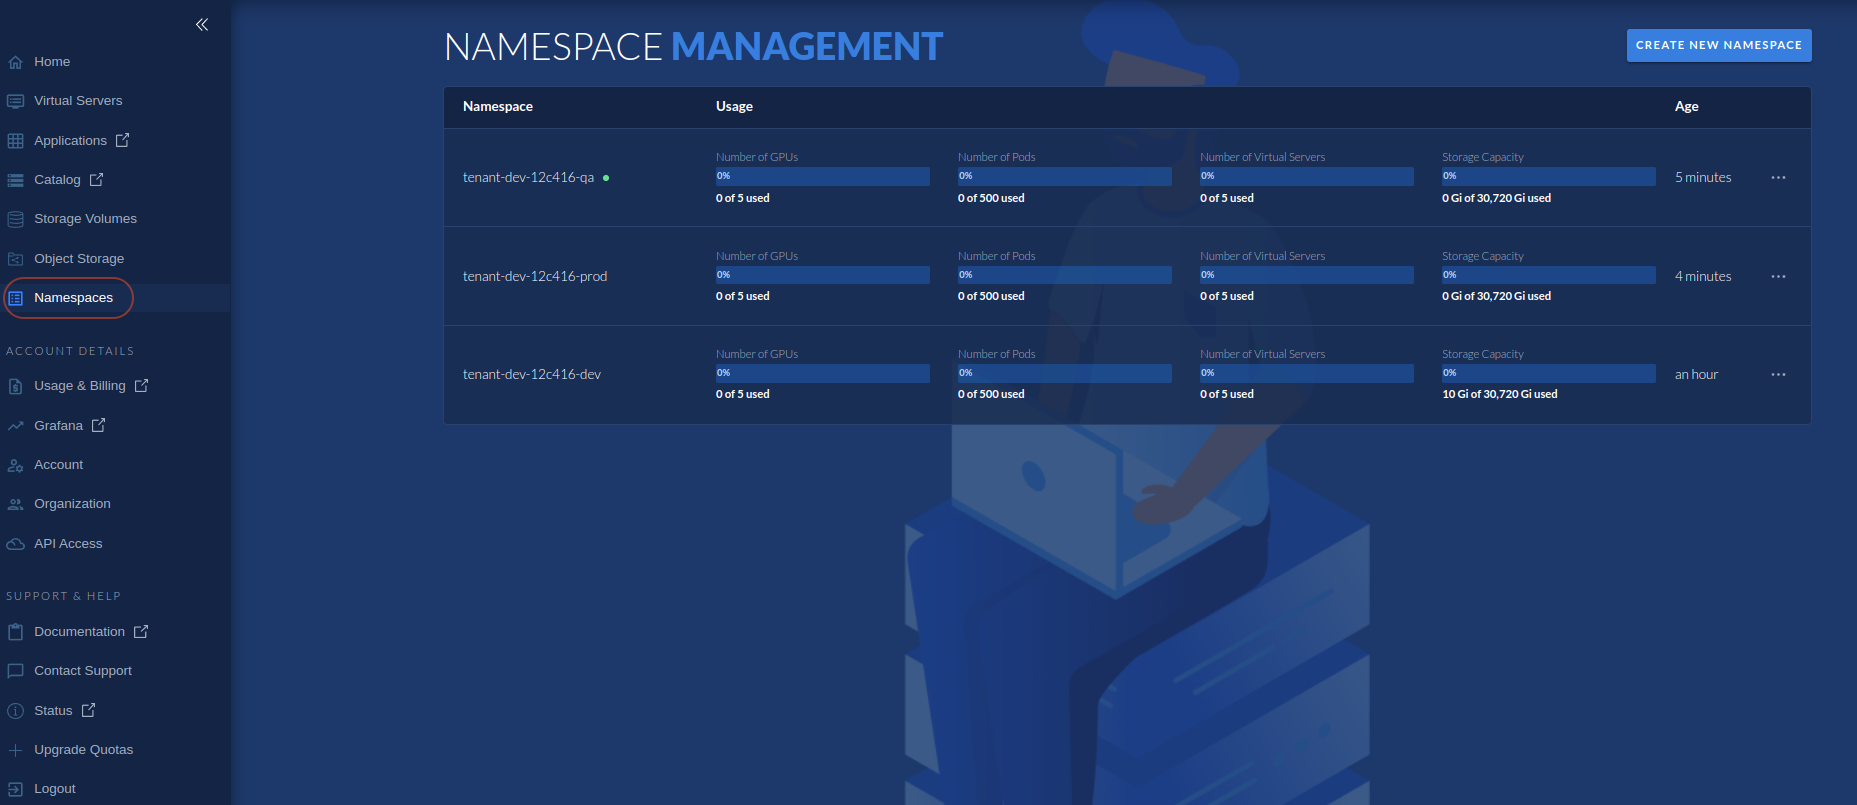 Home
Virtual Servers
Applications
Catalog
Storage Volumes
Object Storage
Namespaces
ACCOUNT DETAILS
Usage & Billing
Grafana
Account
Organization
API Access
SUPPORT & HELP
Documentation
Contact Support
Status
Upgrade Quotas
Logout
NAMESPACE MANAGEMENT
CREATE NEW NAMESPACE
Namespace Usage Age
Number of GPUs Number of Pods Number of Virtual Servers Storage Capacity
0% 0% 0% 0%
tenant-dev-12c416-qa 5 minutes
0 of 5 used 0 of 500 used 0 of 5 used 0 Gi of 30,720 Gi used
Number of GPUs Number of Pods Number of Virtual Servers Storage Capacity
0% 0% 0% 0%
tenant-dev-12c416-prod 4 minutes
0 of 5 used 0 of 500 used 0 of 5 used 0 Gi of 30,720 Gi used
Number of GPUs Number of Pods Number of Virtual Servers Storage Capacity
0% 0% 0% 0%
tenant-dev-12c416-dev an hour
0 of 5 used 0 of 500 used 0 of 5 used 10 Gi of 30,720 Gi used